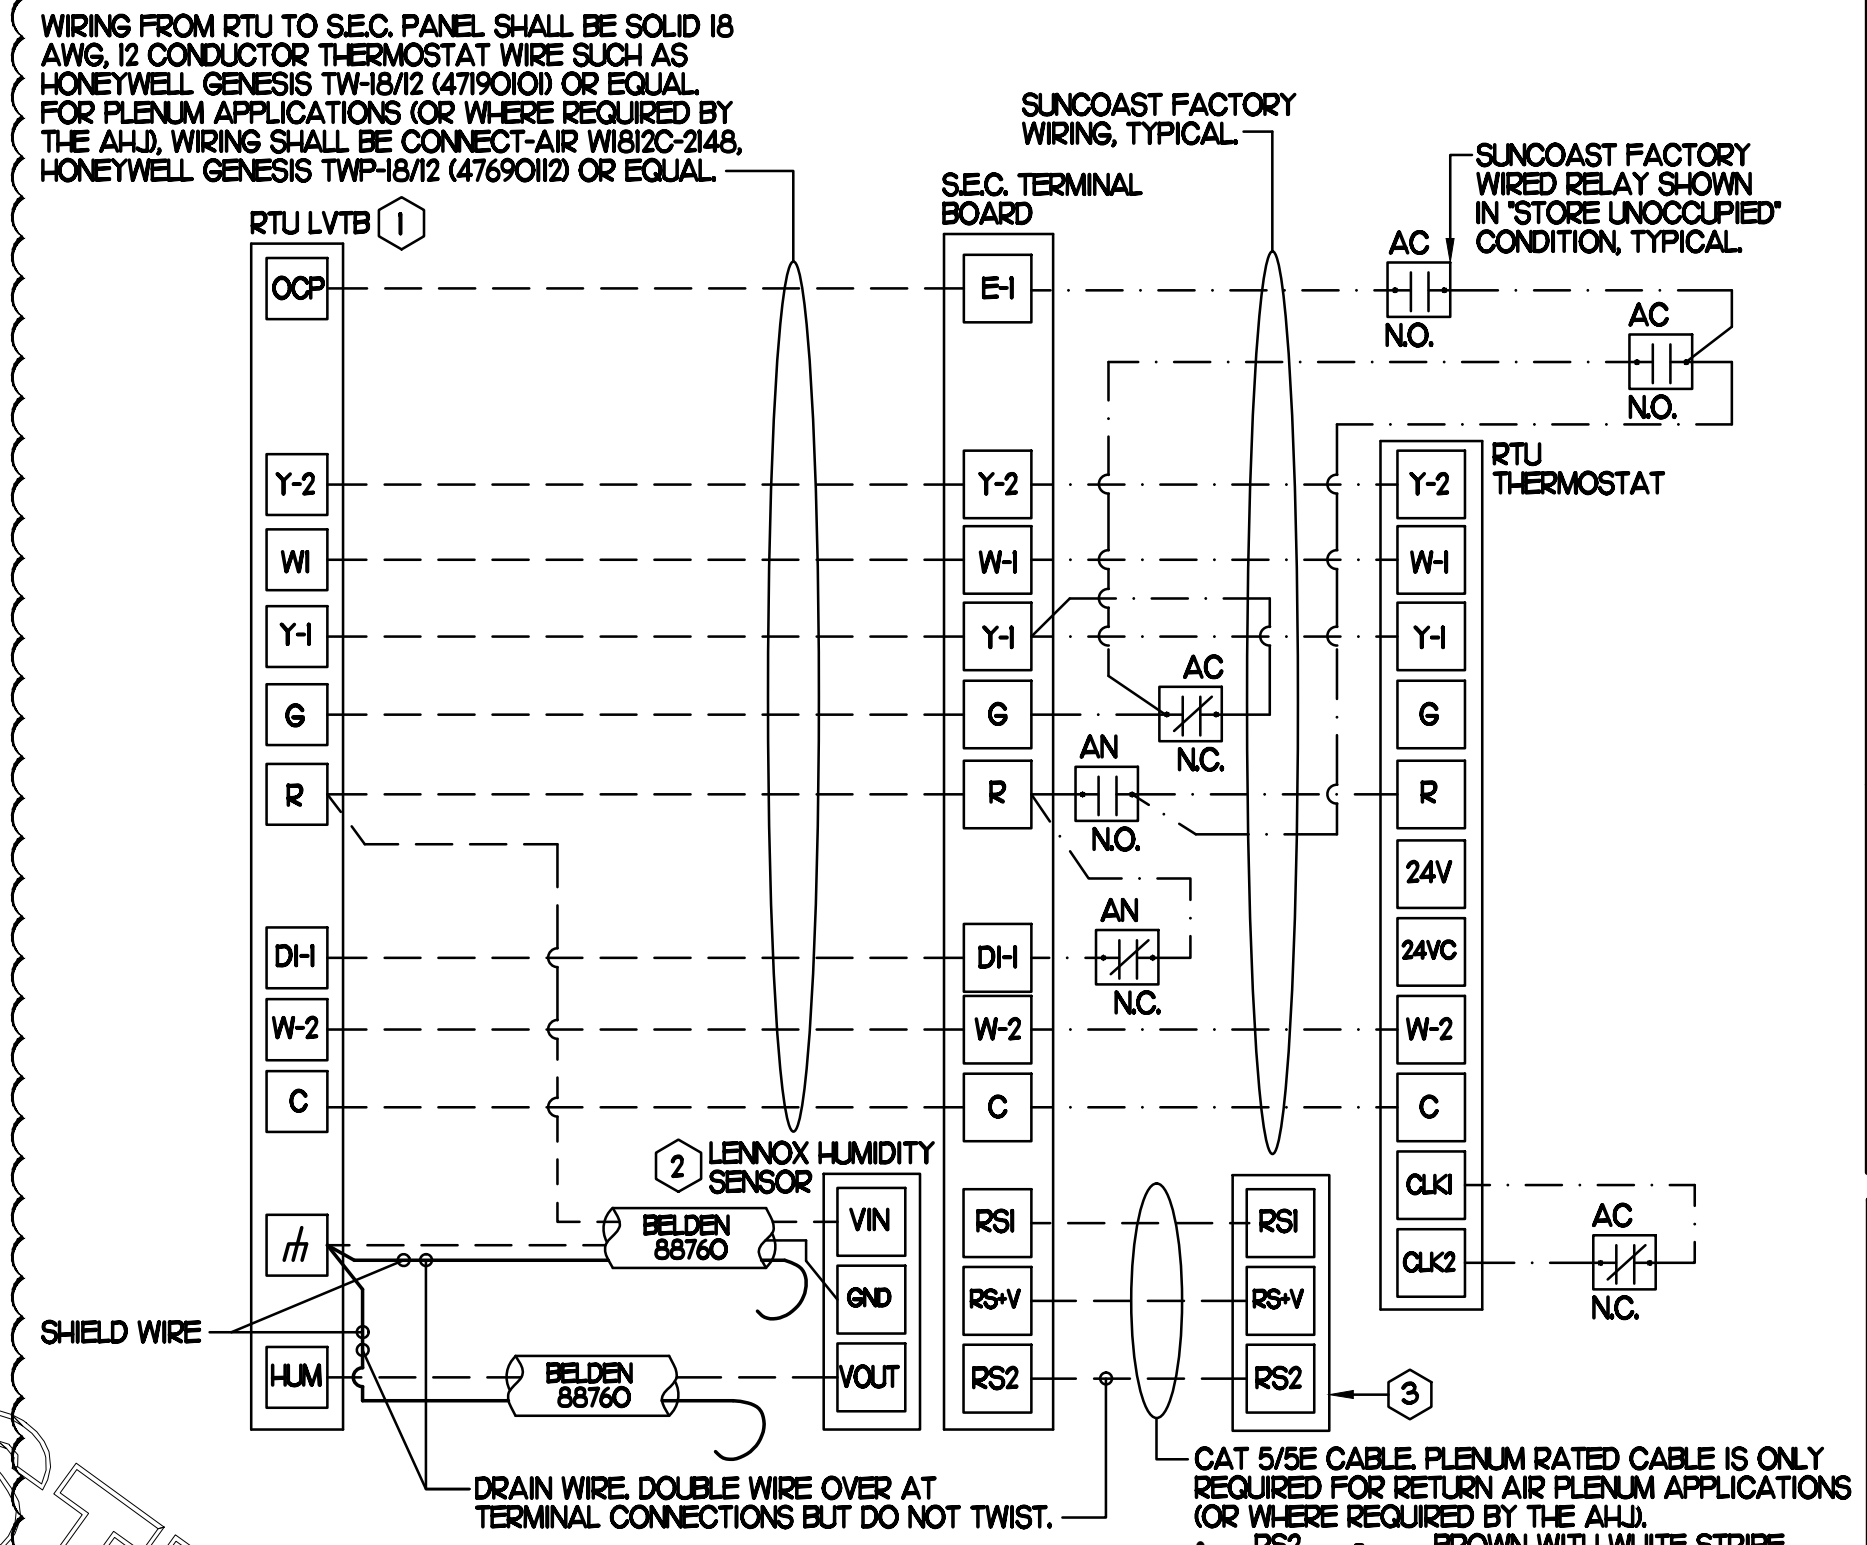 WIRING FROM RTU TO S.E.C. PANEL SHALL BE SOLID 18
AWG, 12 CONDUCTOR THERMOSTAT WIRE SUCH AS
HONEYWELL GENESIS TW-18/12 (47190101) OR EQUAL.
FOR PLENUM APPLICATIONS (OR WHERE REQUIRED BY
THE AHJ), WIRING SHALL BE CONNECT-AIR W1812C-2148,
HONEYWELL GENESIS TWP-18/12 (47690112) OR EQUAL.
SUNCOAST FACTORY
WIRING, TYPICAL.
SUNCOAST FACTORY
WIRED RELAY SHOWN
IN "STORE UNOCCUPIED"
CONDITION, TYPICAL.
RTU LVTB
1
OCP
Y-2
W1
Y-1
G
R
DI-1
W-2
C
HUM
S.E.C. TERMINAL
BOARD
E-1
Y-2
W-1
Y-1
G
R
DI-1
W-2
C
RS1
RS+V
RS2
AC
N.O.
AC
N.O.
AC
N.C.
AN
N.O.
AN
N.C.
RTU
THERMOSTAT
Y-2
W-1
Y-1
G
R
24V
24VC
W-2
C
CLK1
CLK2
AC
N.C.
2
LENNOX HUMIDITY
SENSOR
VIN
GND
VOUT
BELDEN
88760
BELDEN
88760
SHIELD WIRE
RS1
RS+V
RS2
3
DRAIN WIRE. DOUBLE WIRE OVER AT
TERMINAL CONNECTIONS BUT DO NOT TWIST.
CAT 5/5E CABLE. PLENUM RATED CABLE IS ONLY
REQUIRED FOR RETURN AIR PLENUM APPLICATIONS
(OR WHERE REQUIRED BY THE AHJ).
RS2 BROWN WITH WHITE STRIPE